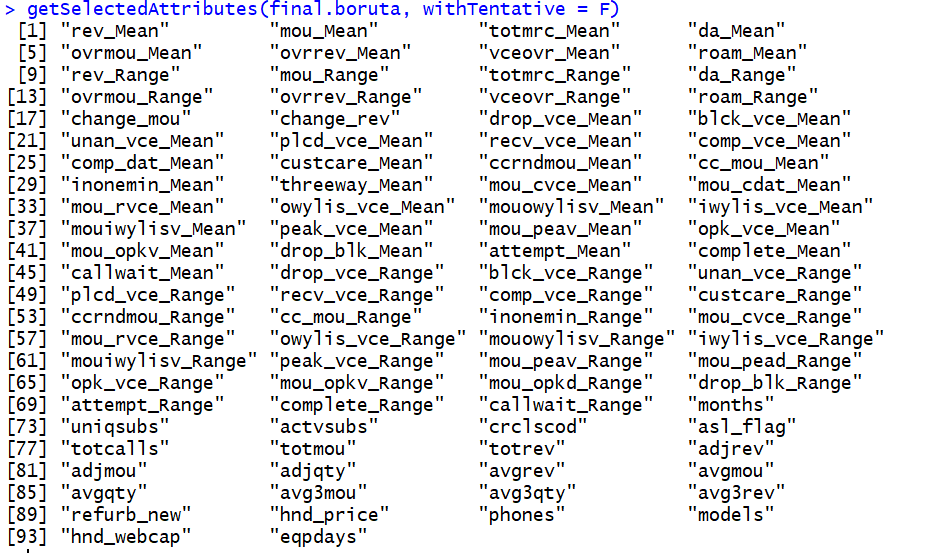 > getSelectedAttributes(final.boruta, withTentative = F)
[1] "rev_Mean" "mou_Mean" "totmrc_Mean" "da_Mean"
[5] "ovrmou_Mean" "ovrrev_Mean" "vceovr_Mean" "roam_Mean"
[9] "rev_Range" "mou_Range" "totmrc_Range" "da_Range"
[13] "ovrmou_Range" "ovrrev_Range" "vceovr_Range" "roam_Range"
[17] "change_mou" "change_rev" "drop_vce_Mean" "blck_vce_Mean"
[21] "unan_vce_Mean" "plcd_vce_Mean" "recv_vce_Mean" "comp_vce_Mean"
[25] "comp_dat_Mean" "custcare_Mean" "ccrndmou_Mean" "cc_mou_Mean"
[29] "inonemin_Mean" "threeway_Mean" "mou_cvce_Mean" "mou_cdat_Mean"
[33] "mou_rvce_Mean" "owylis_vce_Mean" "mouowylisv_Mean" "iwylis_vce_Mean"
[37] "mouiwylisv_Mean" "peak_vce_Mean" "mou_peav_Mean" "opk_vce_Mean"
[41] "mou_opkv_Mean" "drop_blk_Mean" "attempt_Mean" "complete_Mean"
[45] "callwait_Mean" "drop_vce_Range" "blck_vce_Range" "unan_vce_Range"
[49] "plcd_vce_Range" "recv_vce_Range" "comp_vce_Range" "custcare_Range"
[53] "ccrndmou_Range" "cc_mou_Range" "inonemin_Range" "mou_cvce_Range"
[57] "mou_rvce_Range" "owylis_vce_Range" "mouowylisv_Range" "iwylis_vce_Range"
[61] "mouiwylisv_Range" "peak_vce_Range" "mou_peav_Range" "mou_pead_Range"
[65] "opk_vce_Range" "mou_opkv_Range" "mou_opkd_Range" "drop_blk_Range"
[69] "attempt_Range" "complete_Range" "callwait_Range" "months"
[73] "uniqsubs" "actvsubs" "crclscod" "asl_flag"
[77] "totcalls" "totmou" "totrev" "adjrev"
[81] "adjmou" "adjqty" "avgrev" "avgmou"
[85] "avgqty" "avg3mou" "avg3qty" "avg3rev"
[89] "refurb_new" "hnd_price" "phones" "models"
[93] "hnd_webcap" "eqpdays"